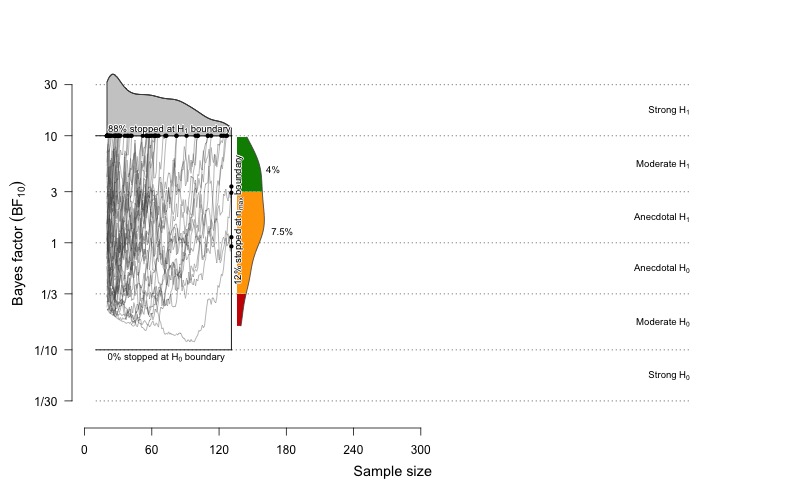 30
Strong H1
88% stopped at H1 boundary
10
Moderate H1
4%
3
Anecdotal H1
7.5%
1
12% stopped at nmax boundary
Anecdotal H0
1/3
Moderate H0
1/10
0% stopped at H0 boundary
Strong H0
1/30
Bayes factor (BF10)
0 60 120 180 240 300
Sample size